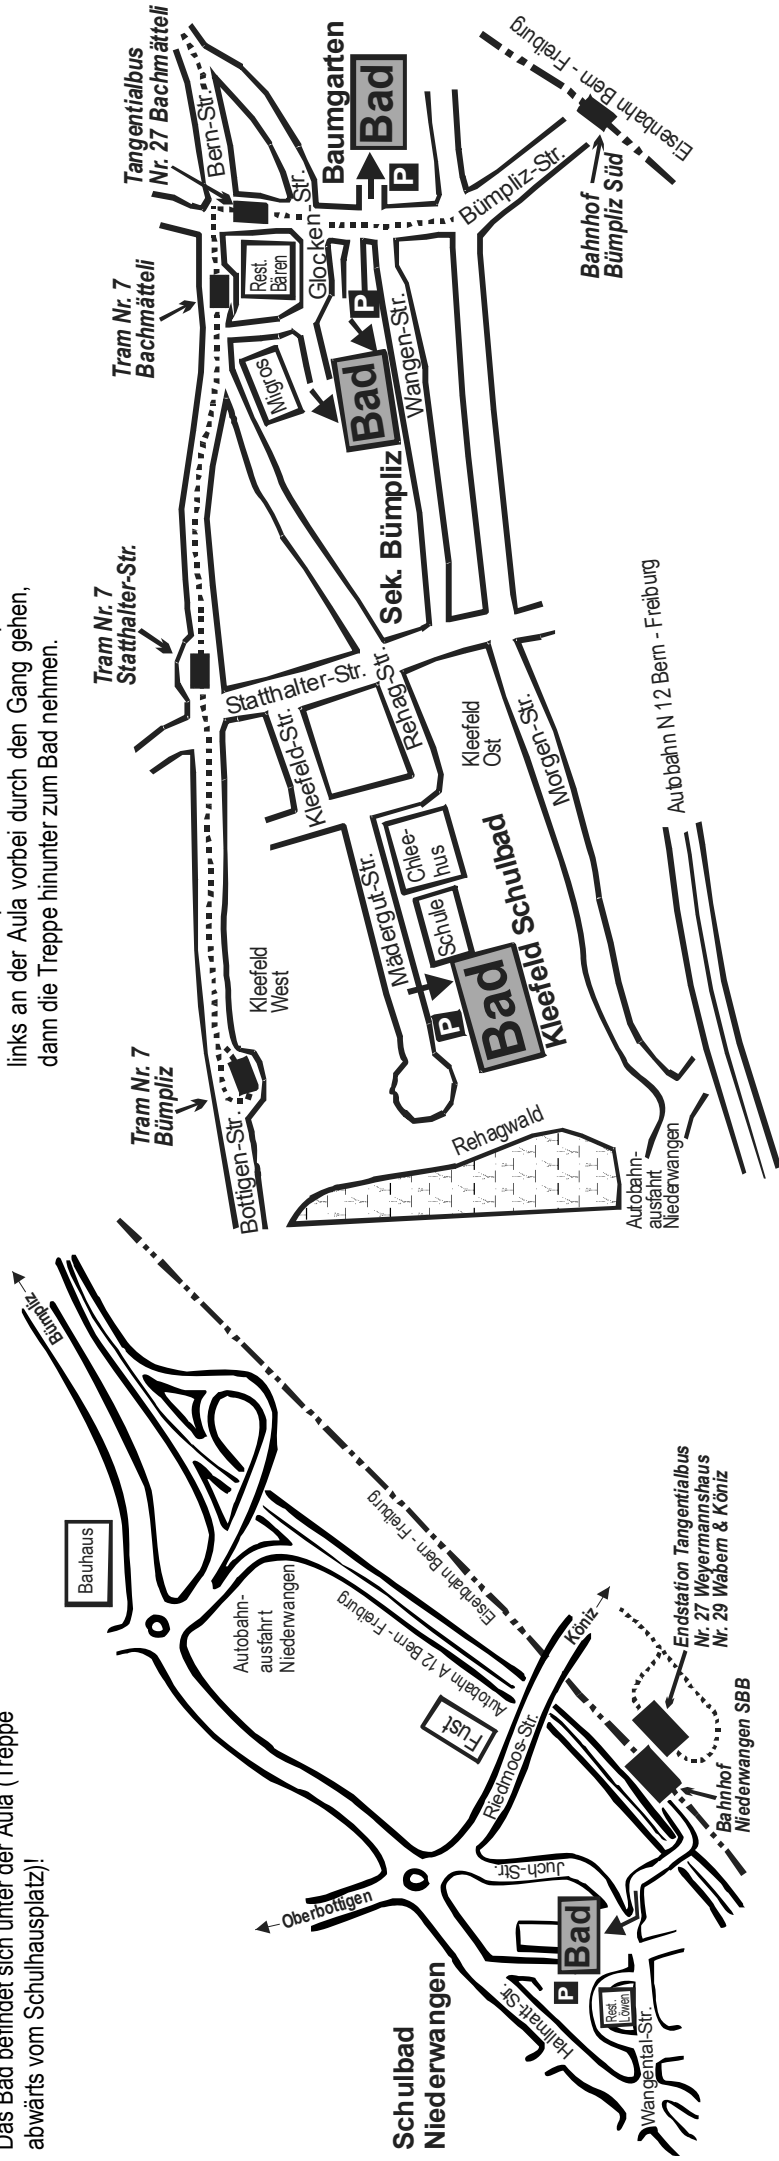 Das Bad befindet sich unter der Aula (Treppe
abwärts vom Schulhausplatz)!
Schulbad
Niederwangen
Oberbottigen
Bümpliz
Bauhaus
Autobahn-
ausfahrt
Niederwangen
Autobahn A 12 Bern - Freiburg
Eisenbahn Bern - Freiburg
Fust
Riedmoos-Str.
Köniz
Juch-Str.
Bad
P
Hallmatt-Str.
Rest.
Löwen
Wangental-Str.
Bahnhof
Niederwangen SBB
Endstation Tangentialbus
Nr. 27 Weyermannshaus
Nr. 29 Wabern & Köniz
links an der Aula vorbei durch den Gang gehen,
dann die Treppe hinunter zum Bad nehmen.
Tram Nr. 7
Bümpliz
Bottigen-Str.
Tram Nr. 7
Statthalter-Str.
Tram Nr. 7
Bachmätteli
Tangentialbus
Nr. 27 Bachmätteli
Bern-Str.
Rest.
Bären
Glocken-Str.
Baumgarten
Bad
P
Migros
P
Bad
Sek. Bümpliz
Wangen-Str.
Bümpliz-Str.
Bahnhof
Bümpliz Süd
Eisenbahn Bern - Freiburg
Statthalter-Str.
Kleefeld-Str.
Rehag-Str.
Kleefeld
West
Kleefeld
Ost
Mädergut-Str.
Chlee-
hus
Schule
P
Bad
Kleefeld Schulbad
Morgen-Str.
Rehagwald
Autobahn-
ausfahrt
Niederwangen
Autobahn N 12 Bern - Freiburg